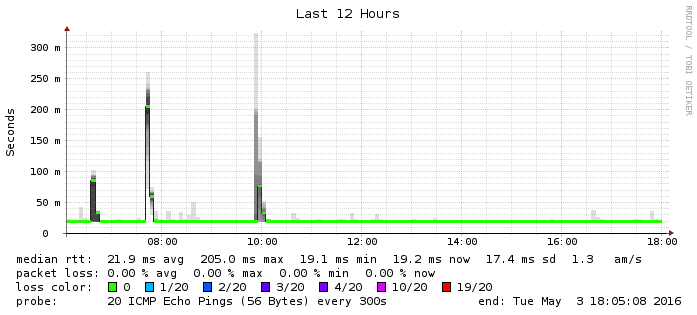 Last 12 Hours
RRDTOOL / TOBI OETIKER
Seconds
300 m
250 m
200 m
150 m
100 m
50 m
0
08:00 10:00 12:00 14:00 16:00 18:00
median rtt: 21.9 ms avg 205.0 ms max 19.1 ms min 19.2 ms now 17.4 ms sd 1.3 am/s
packet loss: 0.00 % avg 0.00 % max 0.00 % min 0.00 % now
loss color: 0 1/20 2/20 3/20 4/20 10/20 19/20
probe: 20 ICMP Echo Pings (56 Bytes) every 300s end: Tue May 3 18:05:08 2016